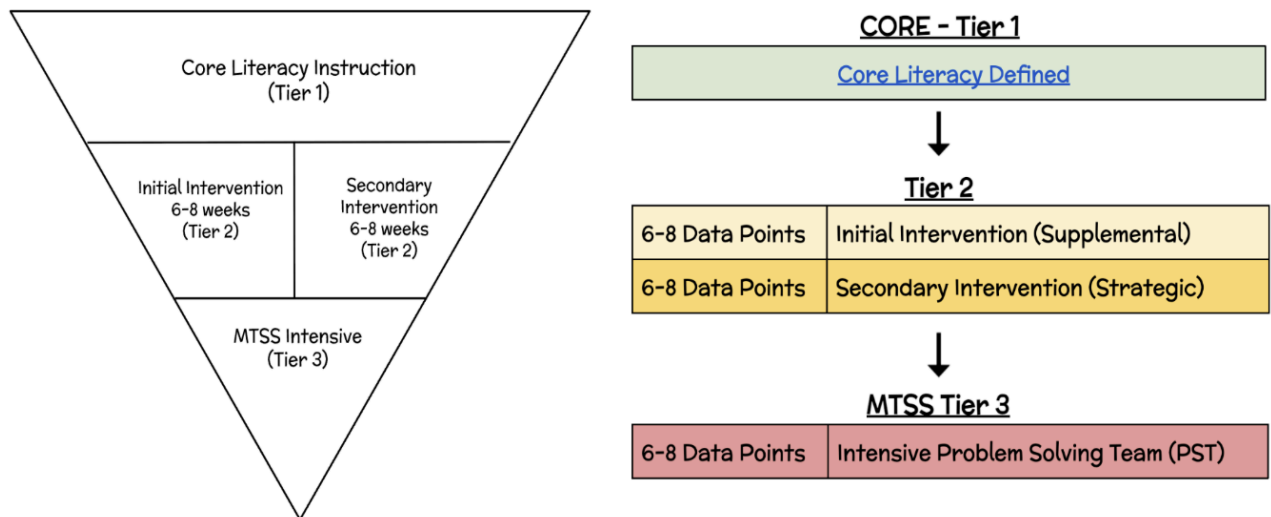 Core Literacy Instruction
(Tier 1)
Initial Intervention
6-8 weeks
(Tier 2)
Secondary
Intervention
6-8 weeks
(Tier 2)
MTSS Intensive
(Tier 3)
CORE - Tier 1
Core Literacy Defined
Tier 2
6-8 Data Points Initial Intervention (Supplemental)
6-8 Data Points Secondary Intervention (Strategic)
MTSS Tier 3
6-8 Data Points Intensive Problem Solving Team (PST)